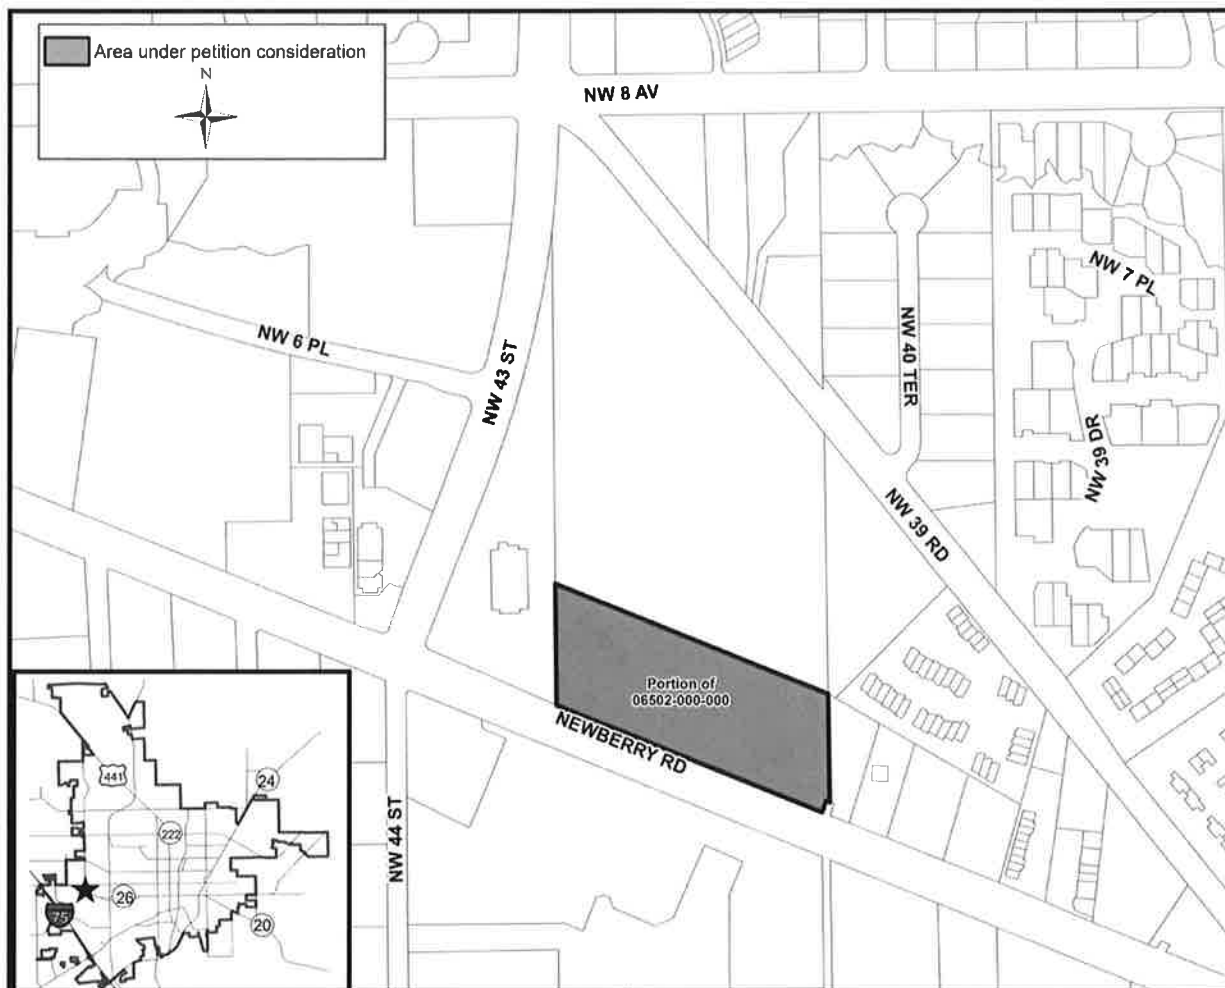 Area under petition consideration
N
NW 8 AV
NW 7 PL
NW 6 PL
NW 43 ST
NW 40 TER
NW 39 DR
NW 39 RD
Portion of
06502-000-000
NEWBERRY RD
NW 44 ST
441
24
222
26
75
20